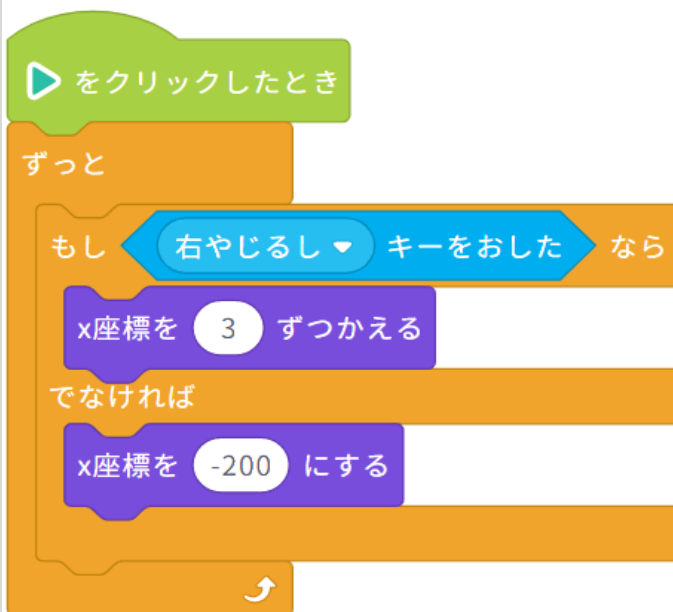 をクリックしたとき
ずっと
もし 右やじるし キーをおした なら
x座標を 3 ずつかえる
でなければ
x座標を -200 にする